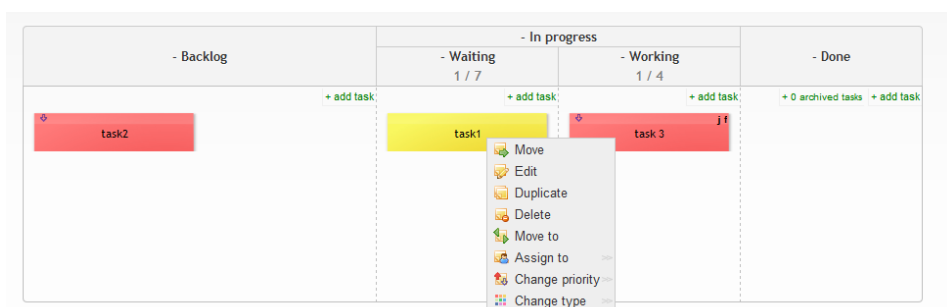 - In progress
- Backlog
- Waiting
- Working
- Done
1 / 7
1 / 4
+ add task
+ add task
+ add task
+ 0 archived tasks
+ add task
task2
task1
j f
task 3
Move
Edit
Duplicate
Delete
Move to
Assign to
Change priority
Change type